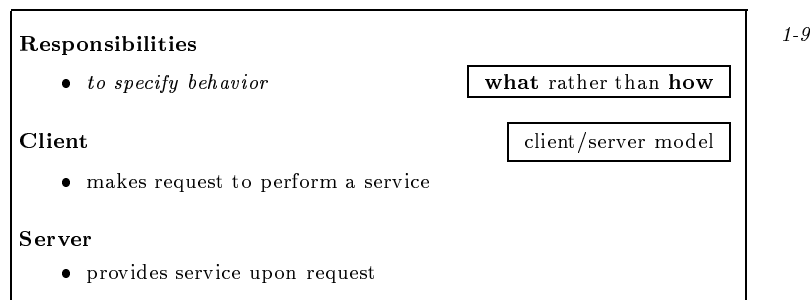 Responsibilities
1-9
• to specify behavior
what rather than how
Client
client/server model
• makes request to perform a service
Server
• provides service upon request